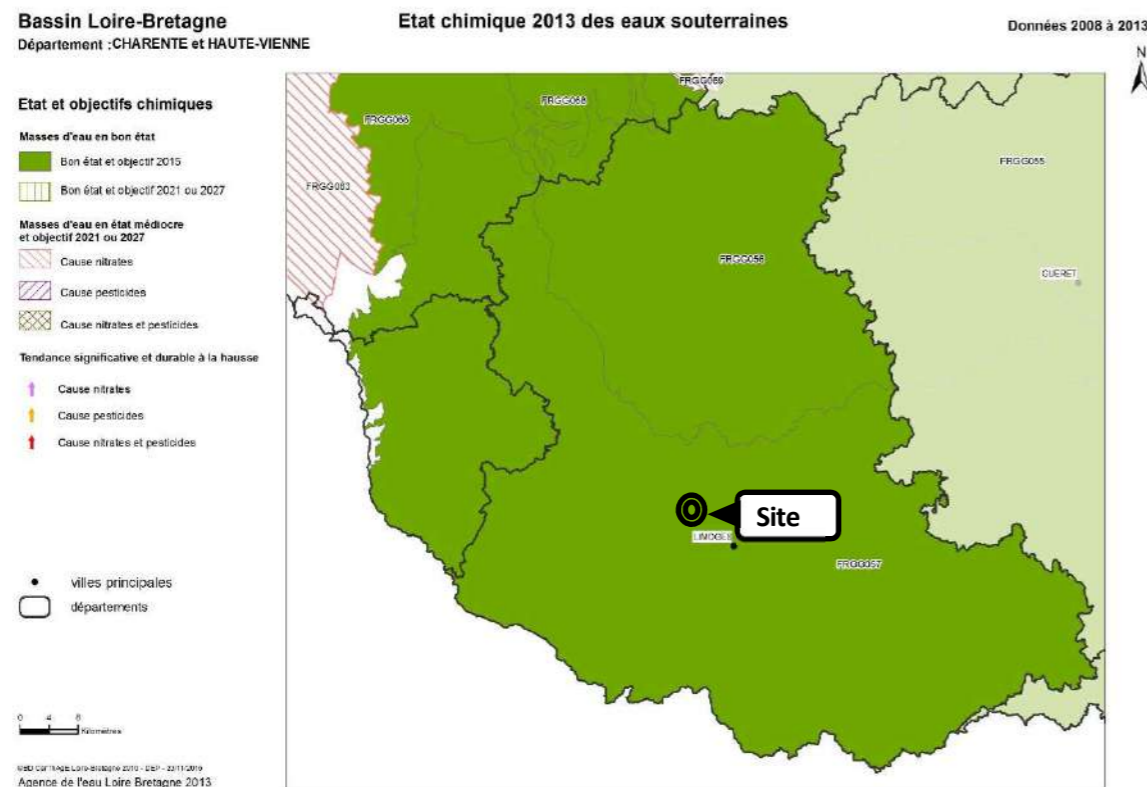 Bassin Loire-Bretagne
Département :CHARENTE et HAUTE-VIENNE
Etat chimique 2013 des eaux souterraines
Données 2008 à 2013
N
Etat et objectifs chimiques
Masses d'eau en bon état
Bon état et objectif 2015
Bon état et objectif 2021 ou 2027
Masses d'eau en état médiocre
et objectif 2021 ou 2027
Cause nitrates
Cause pesticides
Cause nitrates et pesticides
Tendance significative et durable à la hausse
Cause nitrates
Cause pesticides
Cause nitrates et pesticides
villes principales
départements
0 4 8
Kilomètres
Agence de l'eau Loire Bretagne 2013
FRGG068
FRGG055
FRGG056
GUERET
Site
LIMOGES
FRGG057